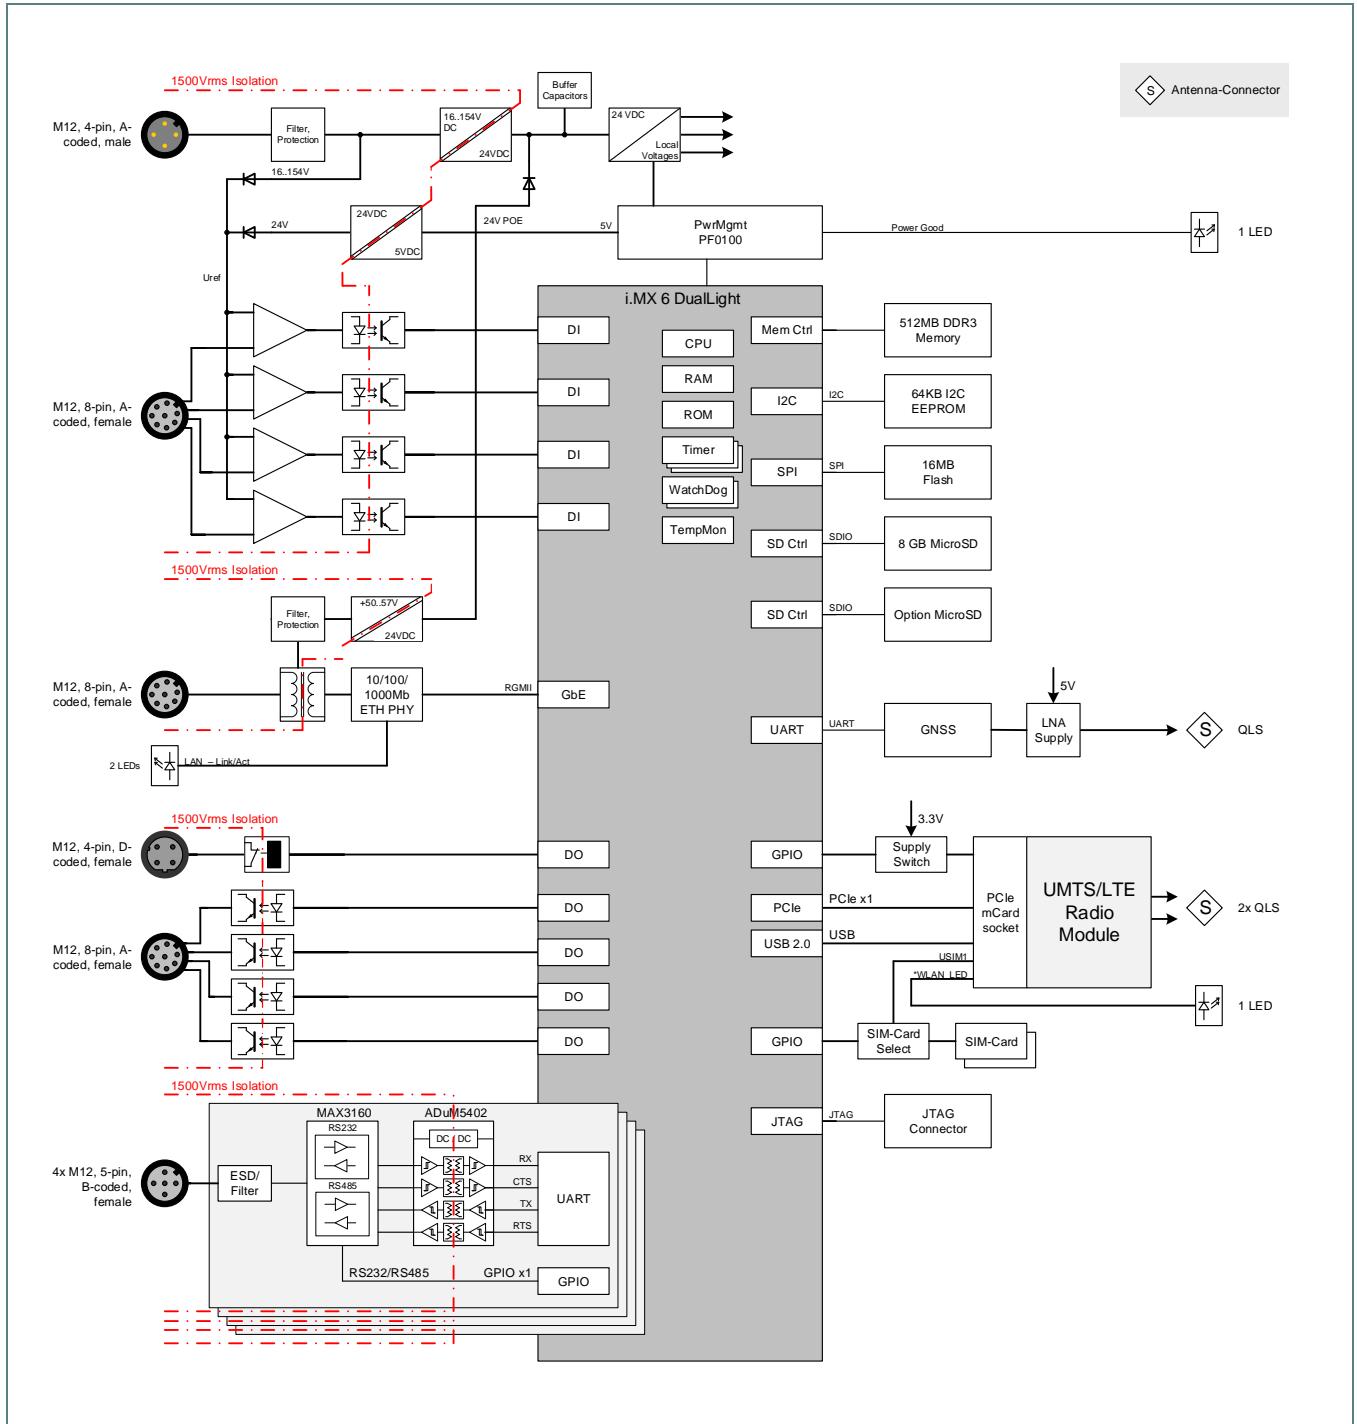 1500Vrms Isolation
Buffer
Capacitors
S
Antenna-Connector
M12, 4-pin, A-
coded, male
Filter,
Protection
16..154V
DC
24VDC
24 VDC
Local
Voltages
16..154V
24V
24VDC
5VDC
24V POE
5V
PwrMgmt
PF0100
Power Good
1 LED
Uref
i.MX 6 DualLight
DI
CPU
Mem Ctrl
512MB DDR3
Memory
RAM
M12, 8-pin, A-
coded, female
DI
ROM
I2C
I2C
64KB I2C
EEPROM
DI
Timer
SPI
SPI
16MB
Flash
WatchDog
DI
TempMon
SD Ctrl
SDIO
8 GB MicroSD
1500Vrms Isolation
Filter,
Protection
+50..57V
24VDC
SD Ctrl
SDIO
Option MicroSD
M12, 8-pin, A-
coded, female
10/100/
1000Mb
ETH PHY
RGMII
GbE
5V
UART
UART
GNSS
LNA
Supply
S
QLS
2 LEDs
LAN – Link/Act
1500Vrms Isolation
3.3V
M12, 4-pin, D-
coded, female
DO
GPIO
Supply
Switch
DO
PCIe
PCIe x1
PCIe
mCard
socket
UMTS/LTE
Radio
Module
S
2x QLS
M12, 8-pin, A-
coded, female
DO
USB 2.0
USB
USIM1
*WLAN_LED
DO
1 LED
DO
GPIO
SIM-Card
Select
SIM-Card
1500Vrms Isolation
MAX3160
ADuM5402
JTAG
JTAG
JTAG
Connector
RS232
DC
DC
4x M12, 5-pin,
B-coded,
female
ESD/
Filter
RS485
RX
CTS
TX
RTS
UART
RS232/RS485
GPIO x1
GPIO